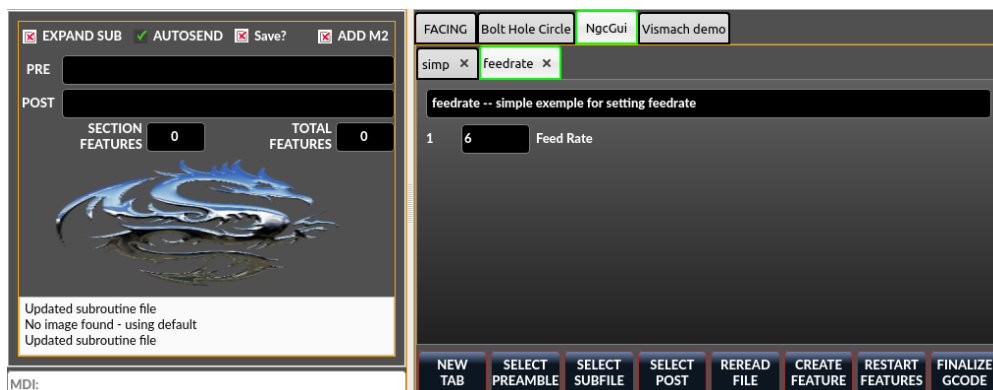 EXPAND SUB AUTOSEND Save? ADD M2
PRE
POST
SECTION
FEATURES
0
TOTAL
FEATURES
0
Updated subroutine file
No image found - using default
Updated subroutine file
MDI:
FACING Bolt Hole Circle NgcGui Vismach demo
simp × feedrate ×
feedrate -- simple exemple for setting feedrate
1 6 Feed Rate
NEW
TAB
SELECT
PREAMBLE
SELECT
SUBFILE
SELECT
POST
REREAD
FILE
CREATE
FEATURE
RESTART
FEATURES
FINALIZE
GCODE